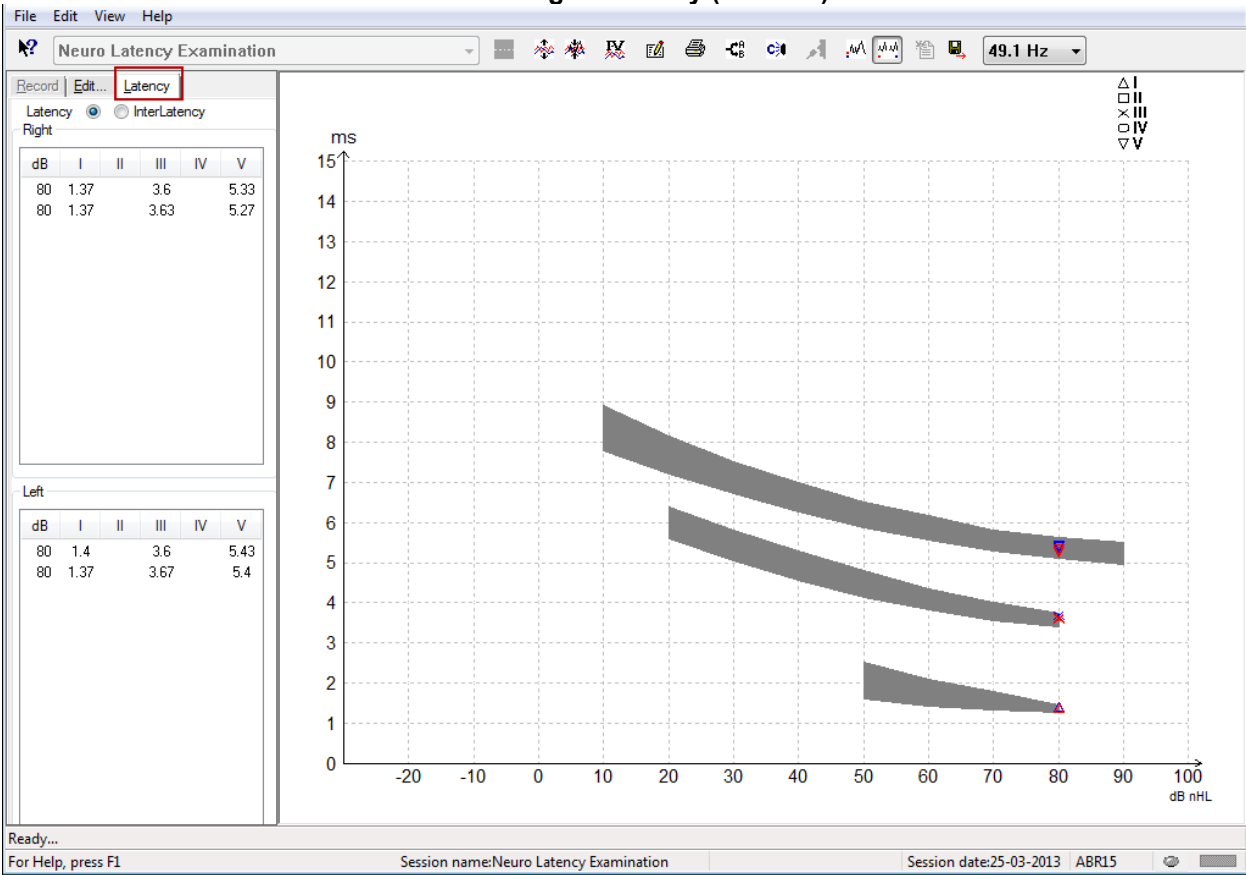 File Edit View Help
Neuro Latency Examination
49.1 Hz
Record Edit... Latency
Latency InterLatency
Right
dB I II III IV V
80 1.37 3.6 5.33
80 1.37 3.63 5.27
Left
dB I II III IV V
80 1.4 3.6 5.43
80 1.37 3.67 5.4
I
II
III
IV
V
ms
15
14
13
12
11
10
9
8
7
6
5
4
3
2
1
0
-20 -10 0 10 20 30 40 50 60 70 80 90 100
dB nHL
Ready...
For Help, press F1 Session name:Neuro Latency Examination Session date:25-03-2013 ABR15